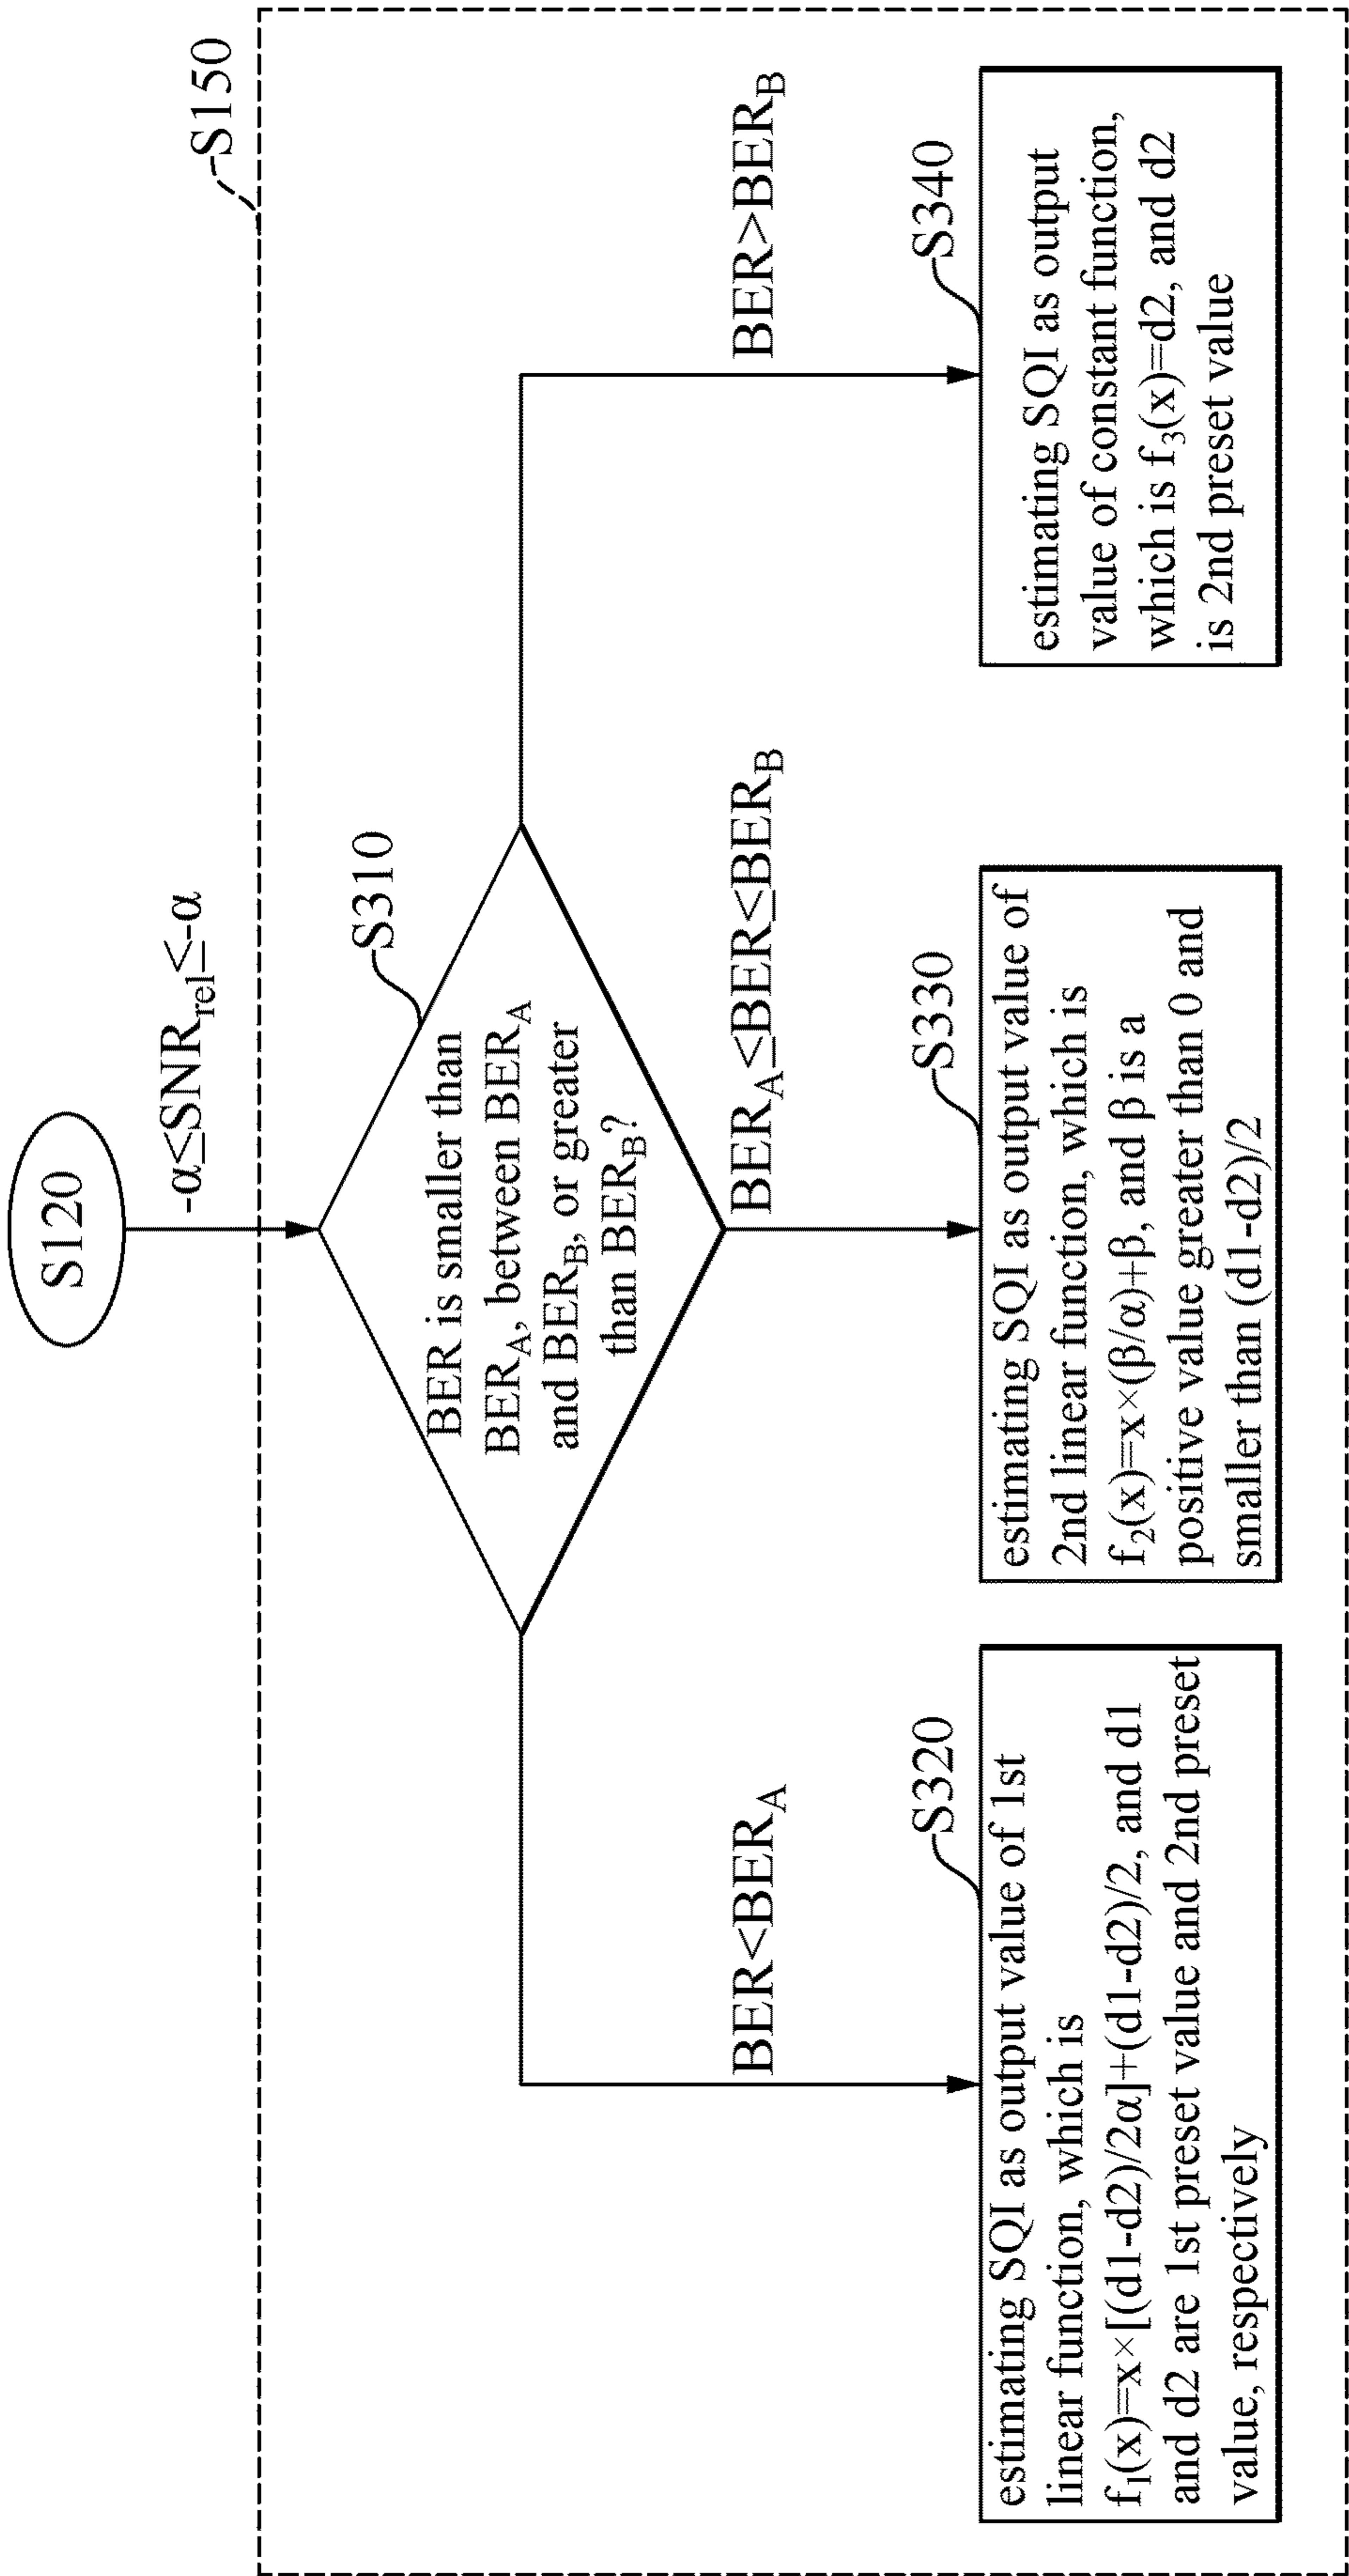 S120
-α≤SNRrel≤-α
S150
S310
BER is smaller than
BERA, between BERA
and BERB, or greater
than BERB?
BER<BERA
BERA≤BER≤BERB
BER>BERB
S320
estimating SQI as output value of 1st
linear function, which is
f1(x)=x×[(d1-d2)/2α]+(d1-d2)/2, and d1
and d2 are 1st preset value and 2nd preset
value, respectively
S330
estimating SQI as output value of
2nd linear function, which is
f2(x)=x×(β/α)+β, and β is a
positive value greater than 0 and
smaller than (d1-d2)/2
S340
estimating SQI as output
value of constant function,
which is f3(x)=d2, and d2
is 2nd preset value